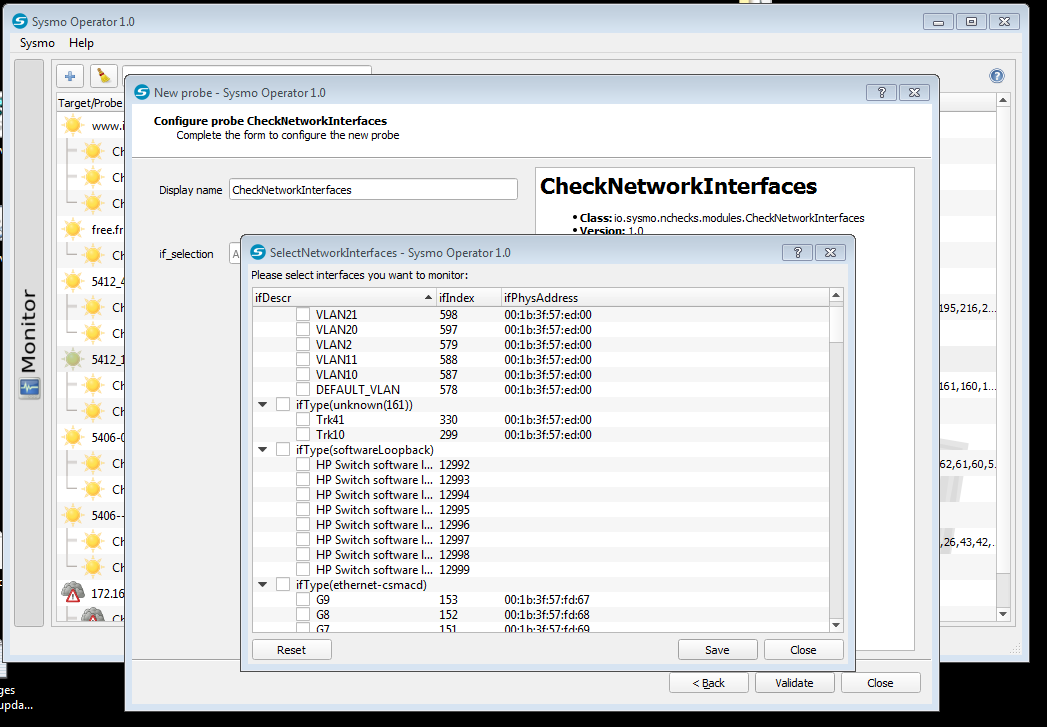 Sysmo Operator 1.0
Sysmo Help
Monitor
Target/Probe
www.i
Ch
Ch
Ch
free.fr
Ch
5412_4
Ch
Ch
5412_1
Ch
Ch
5406-0
Ch
Ch
5406--
Ch
Ch
172.16
Ch
195,216,2...
161,160,1...
62,61,60,5.
,26,43,42,.
New probe - Sysmo Operator 1.0
Configure probe CheckNetworkInterfaces
Complete the form to configure the new probe
Display name CheckNetworkInterfaces
if_selection A
CheckNetworkInterfaces
• Class: io.sysmo.nchecks.modules.CheckNetworkInterfaces
• Version: 1.0
SelectNetworkInterfaces - Sysmo Operator 1.0
Please select interfaces you want to monitor:
ifDescr ifIndex ifPhysAddress
VLAN21 598 00:1b:3f:57:ed:00
VLAN20 597 00:1b:3f:57:ed:00
VLAN2 579 00:1b:3f:57:ed:00
VLAN11 588 00:1b:3f:57:ed:00
VLAN10 587 00:1b:3f:57:ed:00
DEFAULT_VLAN 578 00:1b:3f:57:ed:00
ifType(unknown(161))
Trk41 330 00:1b:3f:57:ed:00
Trk10 299 00:1b:3f:57:ed:00
ifType(softwareLoopback)
HP Switch software l... 12992
HP Switch software l... 12993
HP Switch software l... 12994
HP Switch software l... 12995
HP Switch software l... 12996
HP Switch software l... 12997
HP Switch software l... 12998
HP Switch software l... 12999
ifType(ethernet-csmacd)
G9 153 00:1b:3f:57:fd:67
G8 152 00:1b:3f:57:fd:68
G7 151 00:1b:3f:57:fd:69
Reset Save Close
< Back Validate Close
ges
upda...